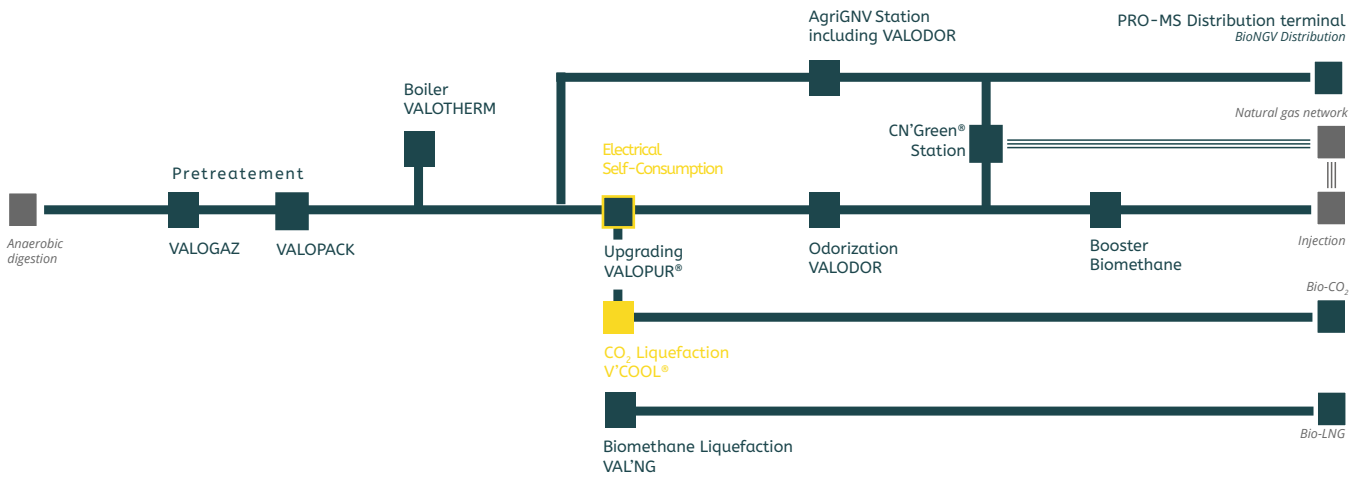 AgriGNV Station
including VALODOR
PRO-MS Distribution terminal
BioNGV Distribution
Boiler
VALOTHERM
Natural gas network
CN'Green®
Station
Electrical
Self-Consumption
Pretreatement
Anaerobic
digestion
VALOGAZ
VALOPACK
Upgrading
VALOPUR®
Odorization
VALODOR
Booster
Biomethane
Injection
Bio-CO₂
CO₂ Liquefaction
V'COOL®
Bio-LNG
Biomethane Liquefaction
VAL'NG